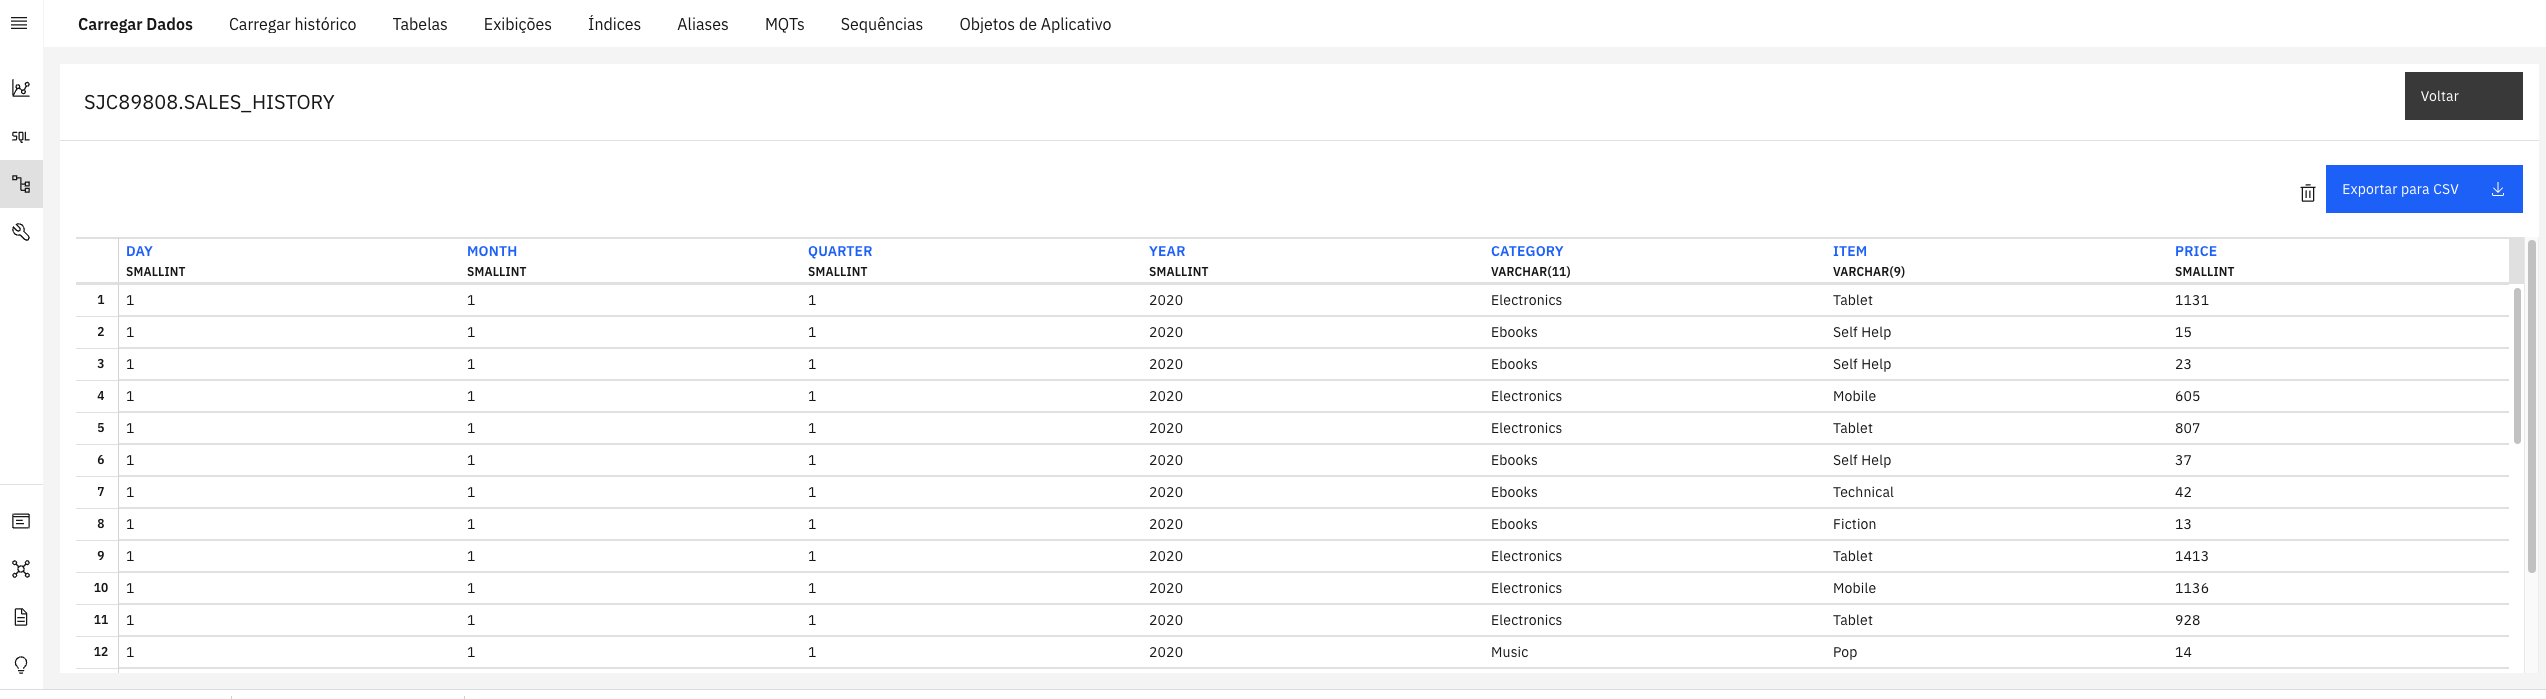 Carregar Dados Carregar histórico Tabelas Exibições Índices Aliases MQTs Sequências Objetos de Aplicativo
SJC89808.SALES_HISTORY
Voltar
SQL
Exportar para CSV
DAY MONTH QUARTER YEAR CATEGORY ITEM PRICE
SMALLINT SMALLINT SMALLINT SMALLINT VARCHAR(11) VARCHAR(9) SMALLINT
1 1 1 1 2020 Electronics Tablet 1131
2 1 1 1 2020 Ebooks Self Help 15
3 1 1 1 2020 Ebooks Self Help 23
4 1 1 1 2020 Electronics Mobile 605
5 1 1 1 2020 Electronics Tablet 807
6 1 1 1 2020 Ebooks Self Help 37
7 1 1 1 2020 Ebooks Technical 42
8 1 1 1 2020 Ebooks Fiction 13
9 1 1 1 2020 Electronics Tablet 1413
10 1 1 1 2020 Electronics Mobile 1136
11 1 1 1 2020 Electronics Tablet 928
12 1 1 1 2020 Music Pop 14